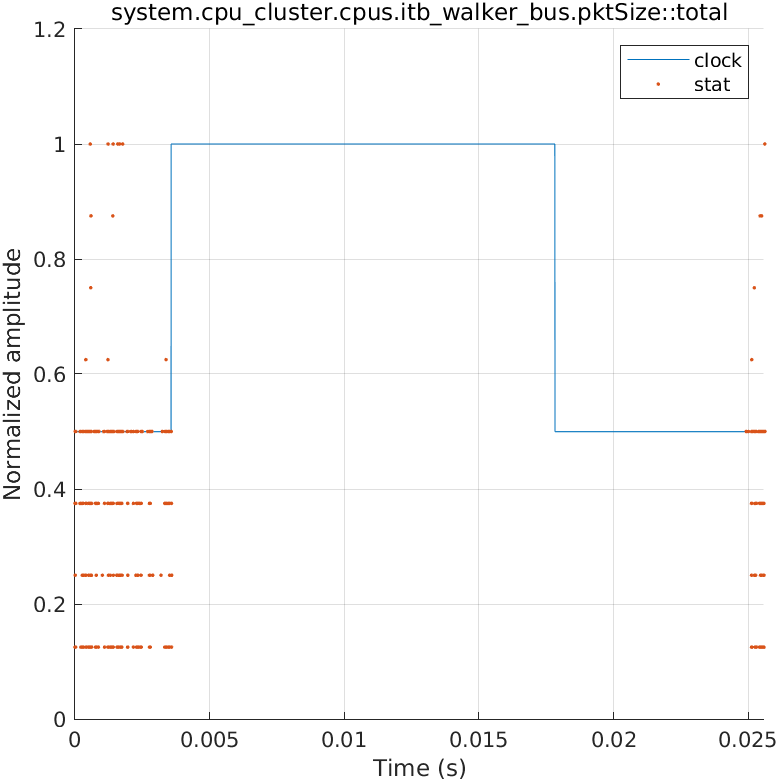 system.cpu_cluster.cpus.itb_walker_bus.pktSize::total
1.2
1
0.8
0.6
0.4
0.2
0
Normalized amplitude
clock
stat
0
0.005
0.01
0.015
0.02
0.025
Time (s)